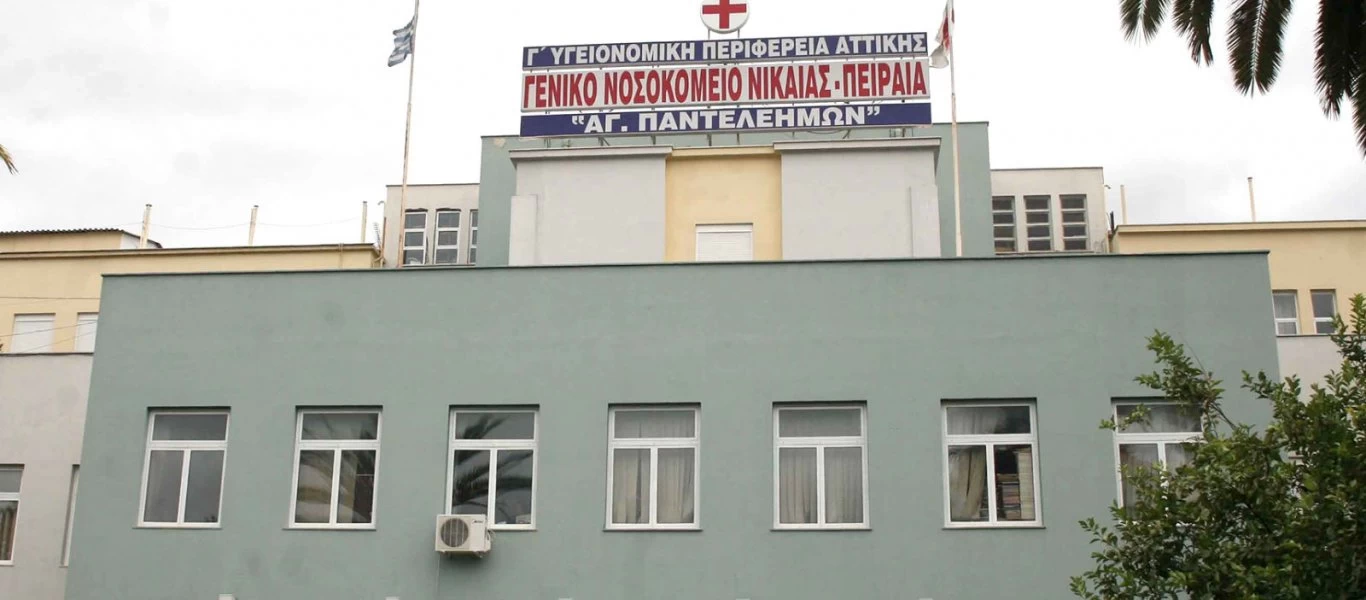 Γ΄ ΥΓΕΙΟΝΟΜΙΚΗ ΠΕΡΙΦΕΡΕΙΑ ΑΤΤΙΚΗΣ
ΓΕΝΙΚΟ ΝΟΣΟΚΟΜΕΙΟ ΝΙΚΑΙΑΣ - ΠΕΙΡΑΙΑ
"ΑΓ. ΠΑΝΤΕΛΕΗΜΩΝ"